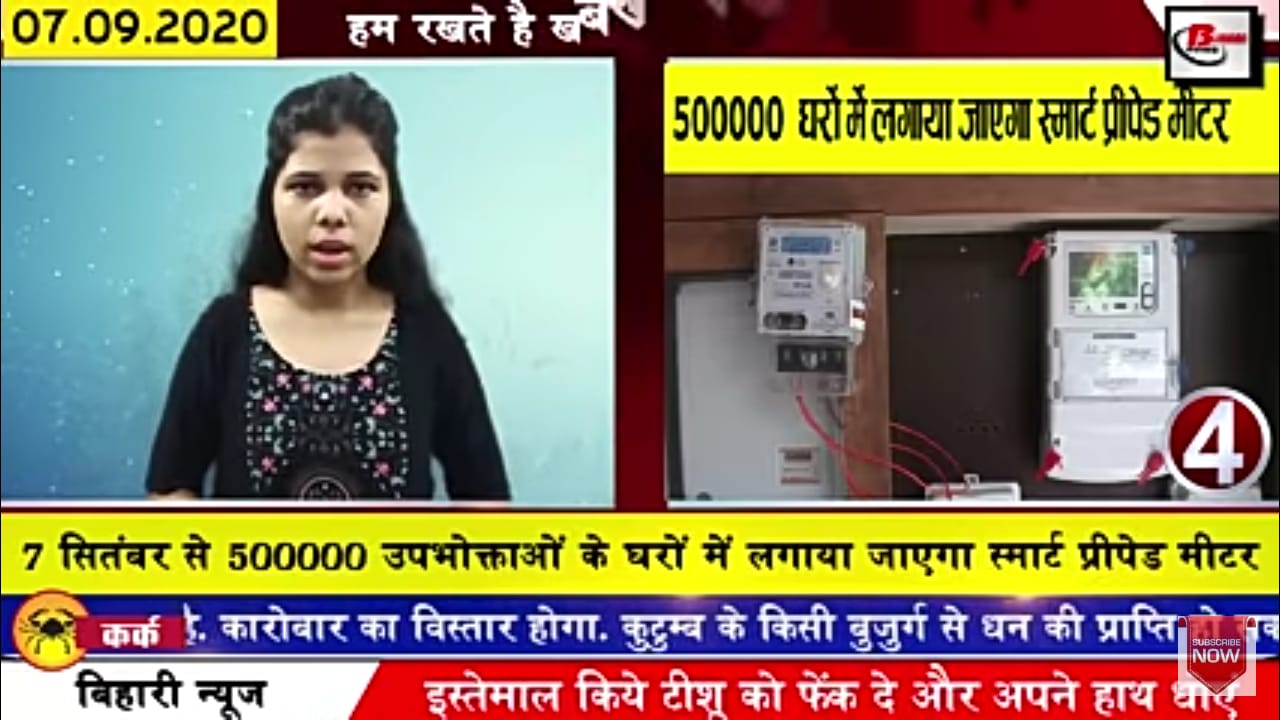 07.09.2020
हम रखते है
500000 घरों में लगाया जाएगा स्मार्ट प्रीपेड मीटर
4
7 सितंबर से 500000 उपभोक्ताओं के घरों में लगाया जाएगा स्मार्ट प्रीपेड मीटर
कर्क
है. कारोबार का विस्तार होगा. कुटुम्ब के किसी बुजुर्ग से धन की प्राप्ति हो
SUBSCRIBE
NOW
बिहारी न्यूज
इस्तेमाल किये टीशू को फेंक दे और अपने हाथ धोएं